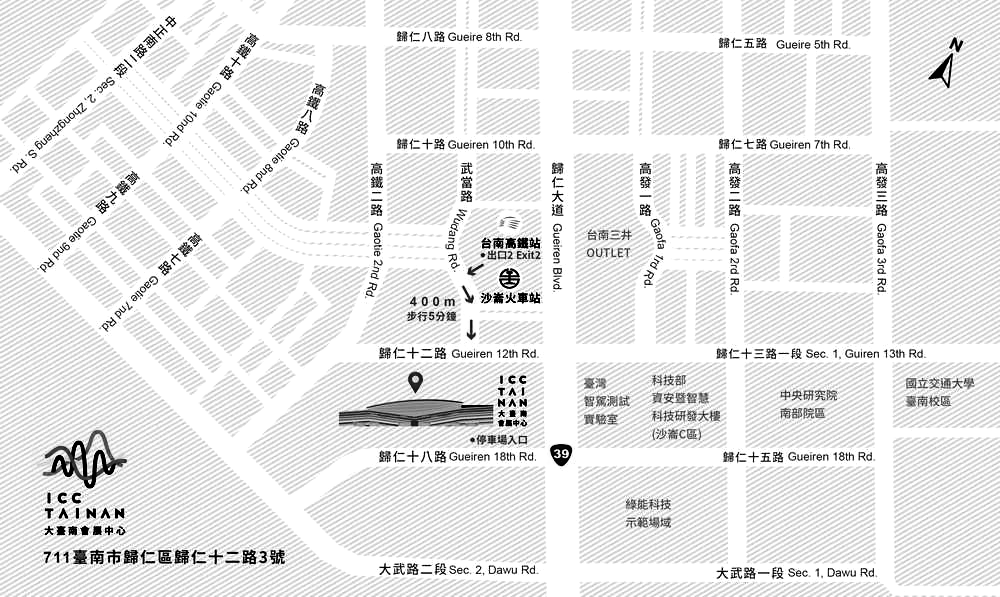 歸仁八路 Gueire 8th Rd.
歸仁五路 Gueire 5th Rd.
N
中正南路二段 Sec. 2, Zhongzheng S. Rd.
高鐵十路 Gaotie 10nd Rd.
高鐵八路 Gaotie 8nd Rd.
歸仁十路 Gueiren 10th Rd.
歸仁七路 Gueiren 7th Rd.
高鐵九路 Gaotie 9nd Rd.
高鐵七路 Gaotie 7nd Rd.
高鐵二路 Gaotie 2nd Rd.
武當路 Wudang Rd.
歸仁大道 Gueiren Blvd.
高發一路 Gaofa 1rd Rd.
高發二路 Gaofa 2rd Rd.
高發三路 Gaofa 3rd Rd.
台南高鐵站
•出口2 Exit2
沙崙火車站
400m
步行5分鐘
台南三井
OUTLET
歸仁十二路 Gueiren 12th Rd.
歸仁十三路一段 Sec. 1, Guiren 13th Rd.
ICC
TAI
NAN
大臺南
會展中心
•停車場入口
臺灣
智駕測試
實驗室
科技部
資安暨智慧
科技研發大樓
(沙崙C區)
中央研究院
南部院區
國立交通大學
臺南校區
歸仁十八路 Gueiren 18th Rd.
39
歸仁十五路 Gueiren 18th Rd.
綠能科技
示範場域
ICC
TAINAN
大臺南會展中心
711臺南市歸仁區歸仁十二路3號
大武路二段 Sec. 2, Dawu Rd.
大武路一段 Sec. 1, Dawu Rd.